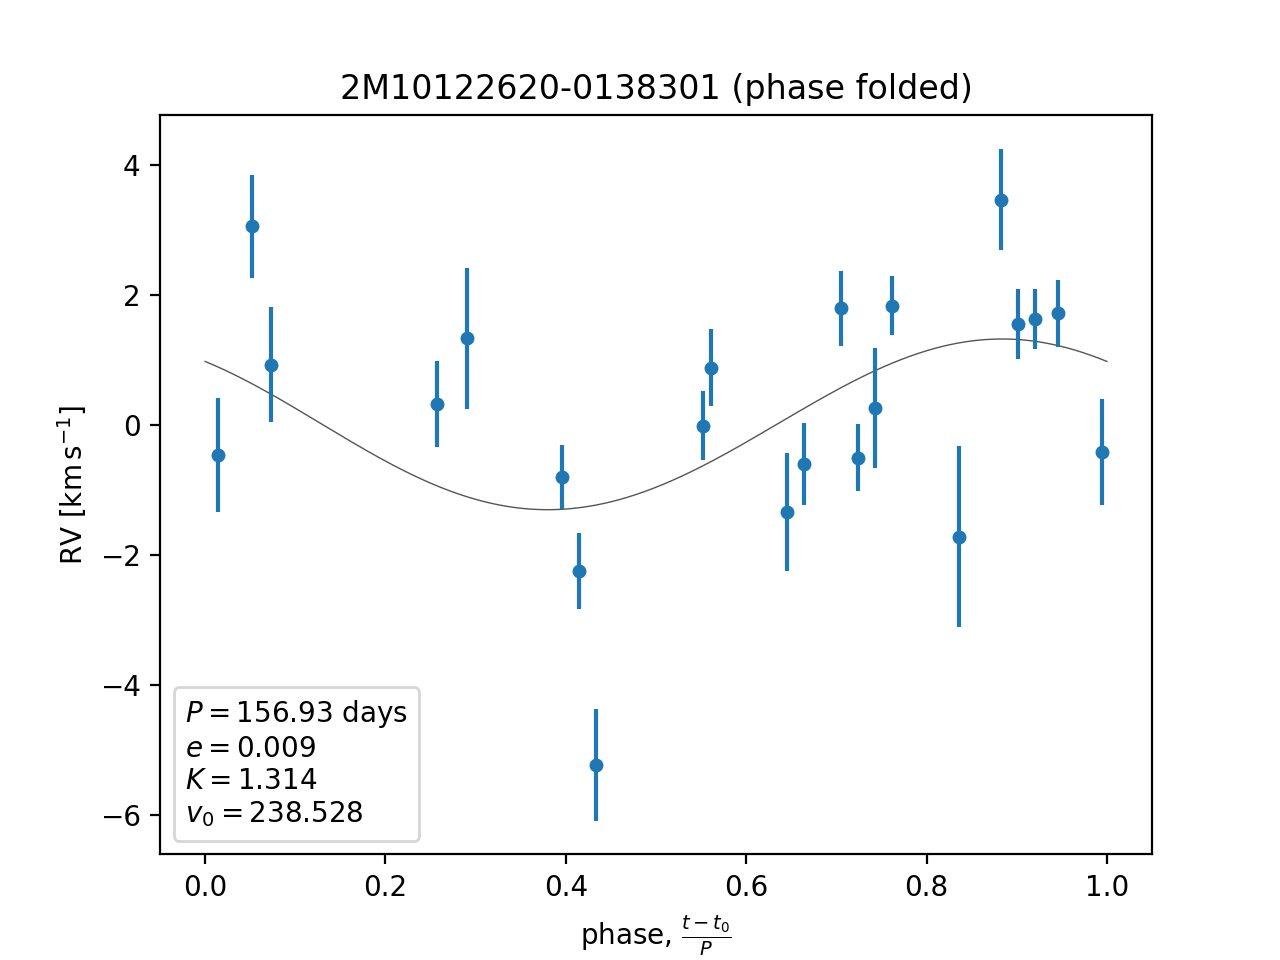 2M10122620-0138301 (phase folded)
4
2
0
−2
−4
−6
RV [km s⁻¹]
P = 156.93 days
e = 0.009
K = 1.314
v₀ = 238.528
0.0 0.2 0.4 0.6 0.8 1.0
phase, (t − t₀)/P